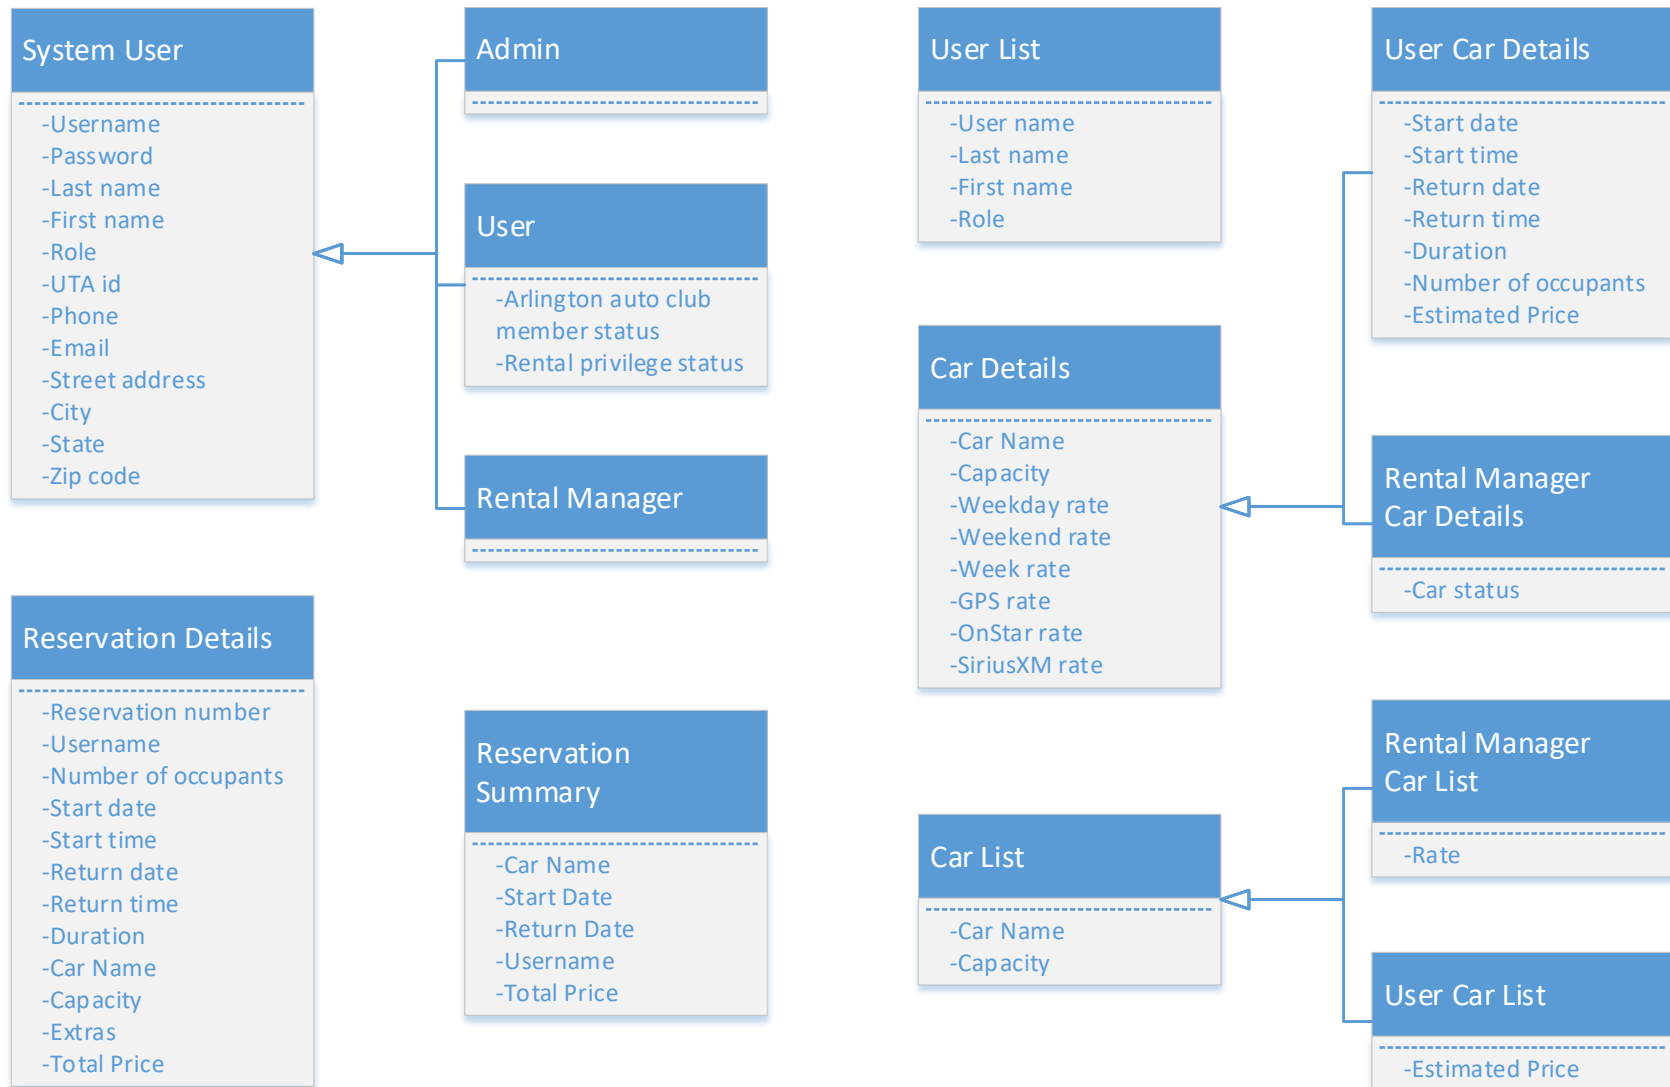 System User
-Username
-Password
-Last name
-First name
-Role
-UTA id
-Phone
-Email
-Street address
-City
-State
-Zip code
Admin
User
-Arlington auto club
member status
-Rental privilege status
Rental Manager
Reservation Details
-Reservation number
-Username
-Number of occupants
-Start date
-Start time
-Return date
-Return time
-Duration
-Car Name
-Capacity
-Extras
-Total Price
Reservation
Summary
-Car Name
-Start Date
-Return Date
-Username
-Total Price
User List
-User name
-Last name
-First name
-Role
Car Details
-Car Name
-Capacity
-Weekday rate
-Weekend rate
-Week rate
-GPS rate
-OnStar rate
-SiriusXM rate
User Car Details
-Start date
-Start time
-Return date
-Return time
-Duration
-Number of occupants
-Estimated Price
Rental Manager
Car Details
-Car status
Car List
-Car Name
-Capacity
Rental Manager
Car List
-Rate
User Car List
-Estimated Price